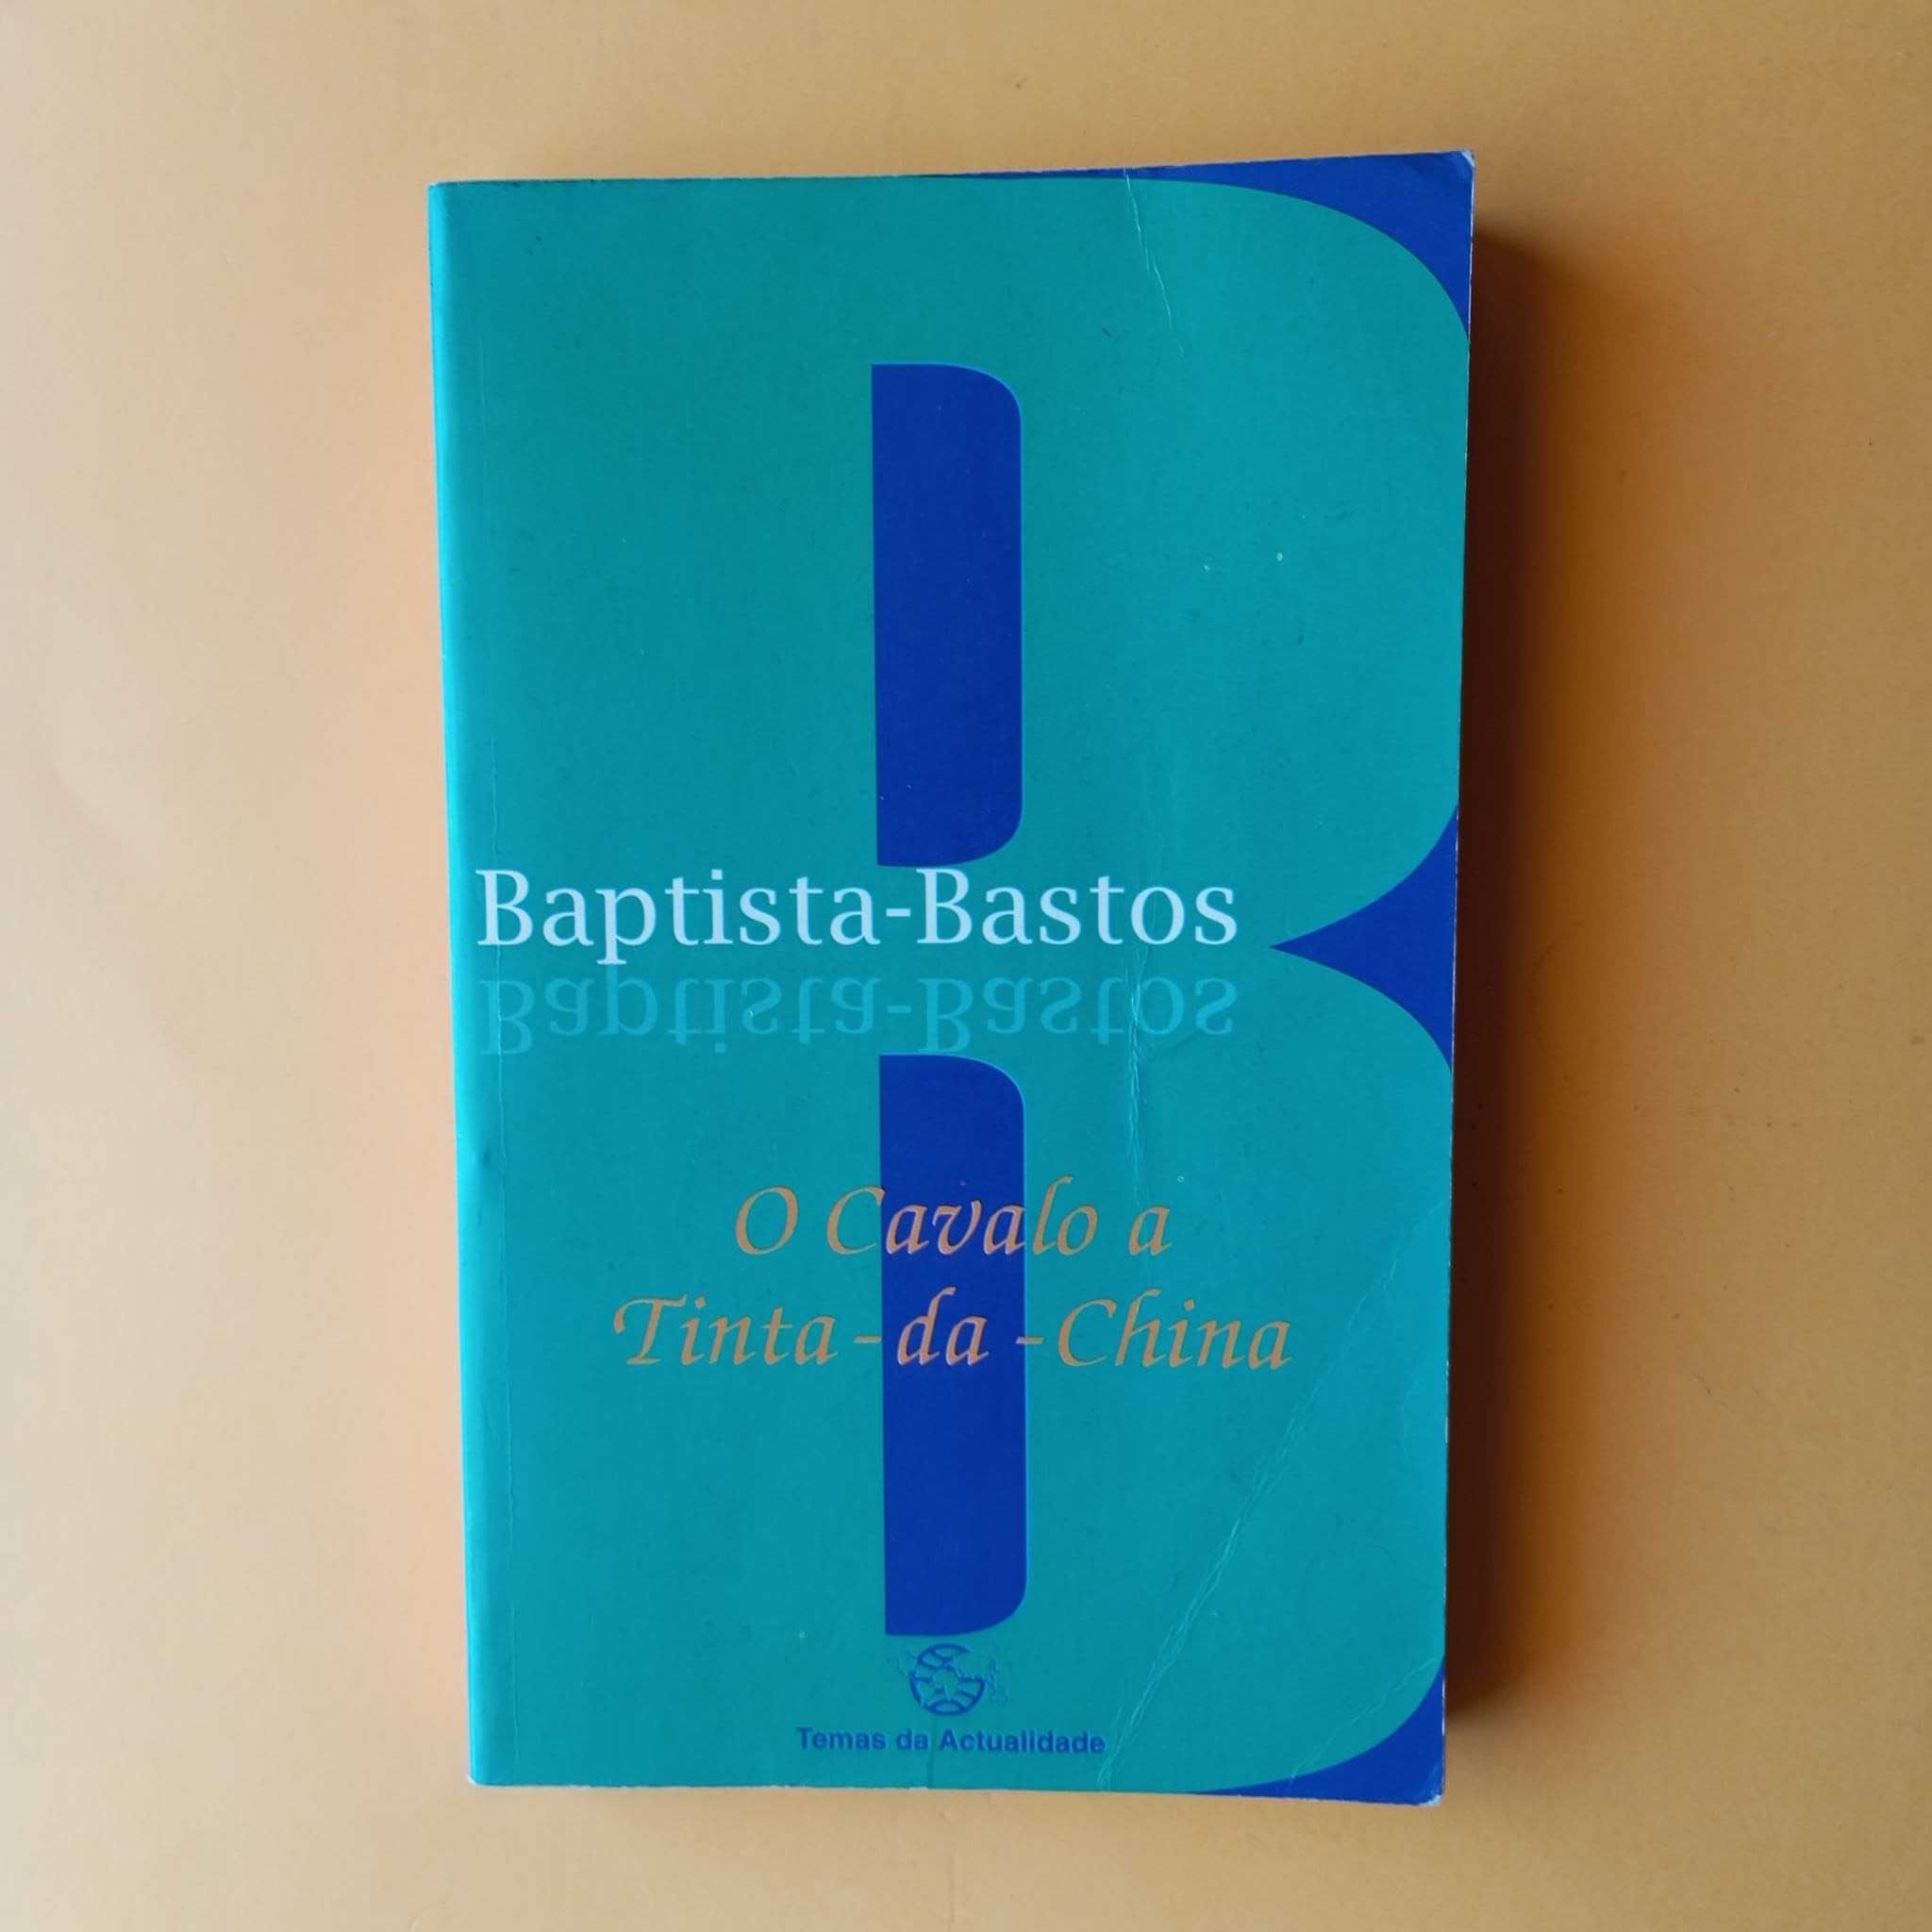 Baptista-Bastos
Baptista-Bastos
O Cavalo a
Tinta-da-China
Temas da Actualidade